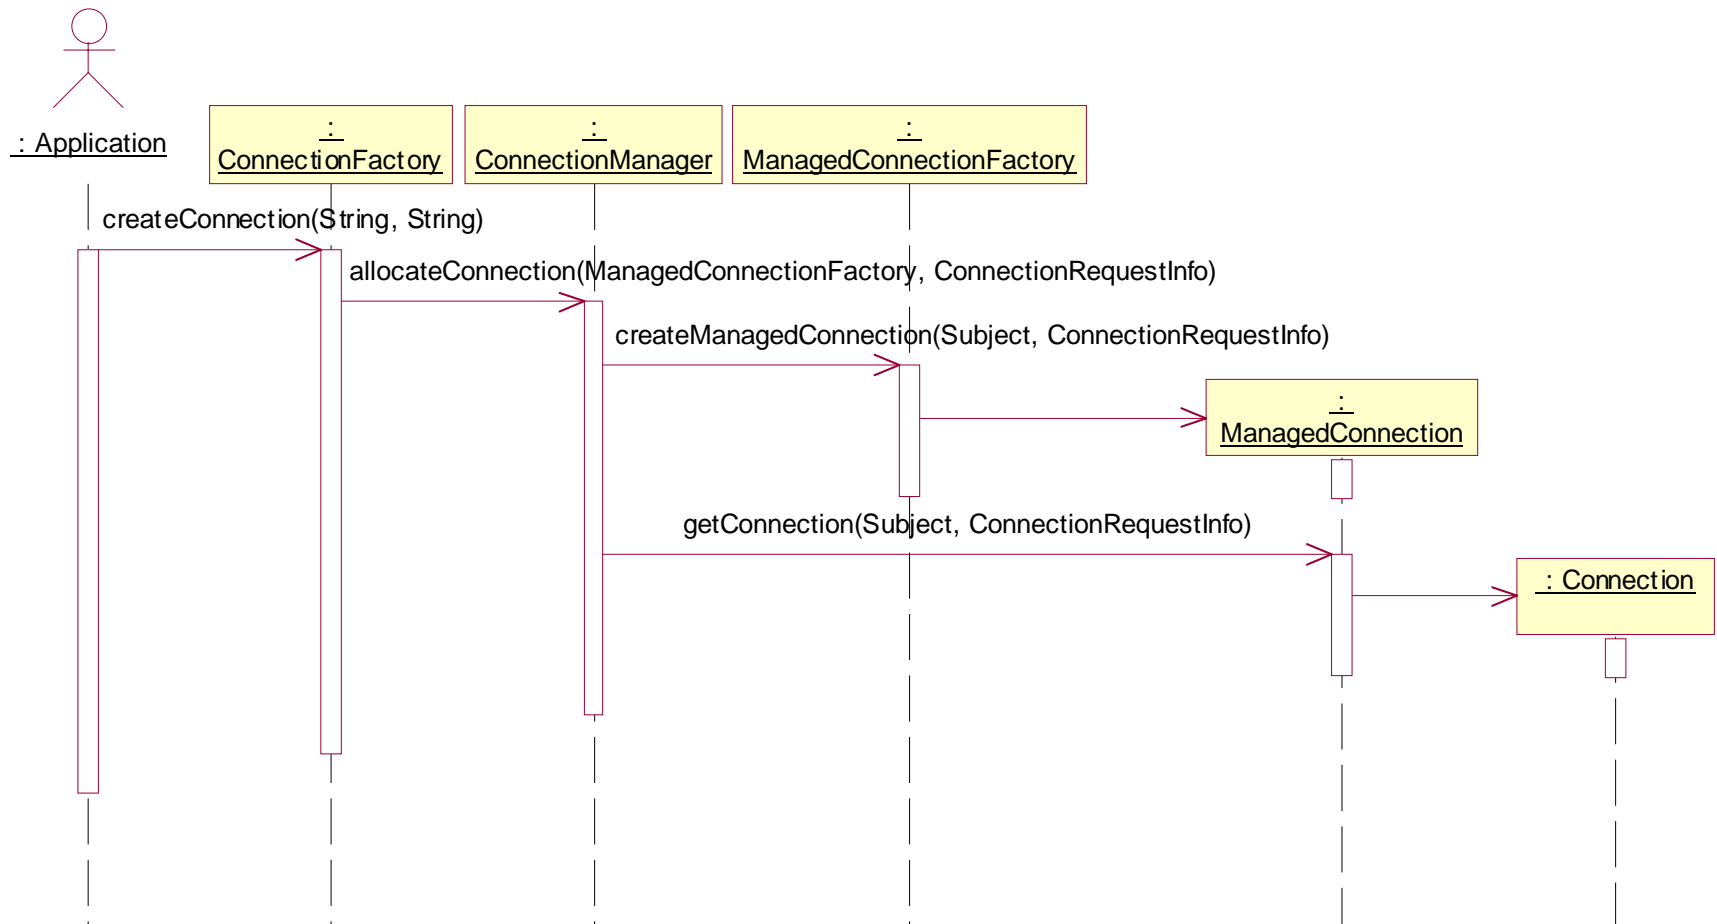 : Application
:
ConnectionFactory
:
ConnectionManager
:
ManagedConnectionFactory
createConnection(String, String)
allocateConnection(ManagedConnectionFactory, ConnectionRequestInfo)
createManagedConnection(Subject, ConnectionRequestInfo)
:
ManagedConnection
getConnection(Subject, ConnectionRequestInfo)
: Connection